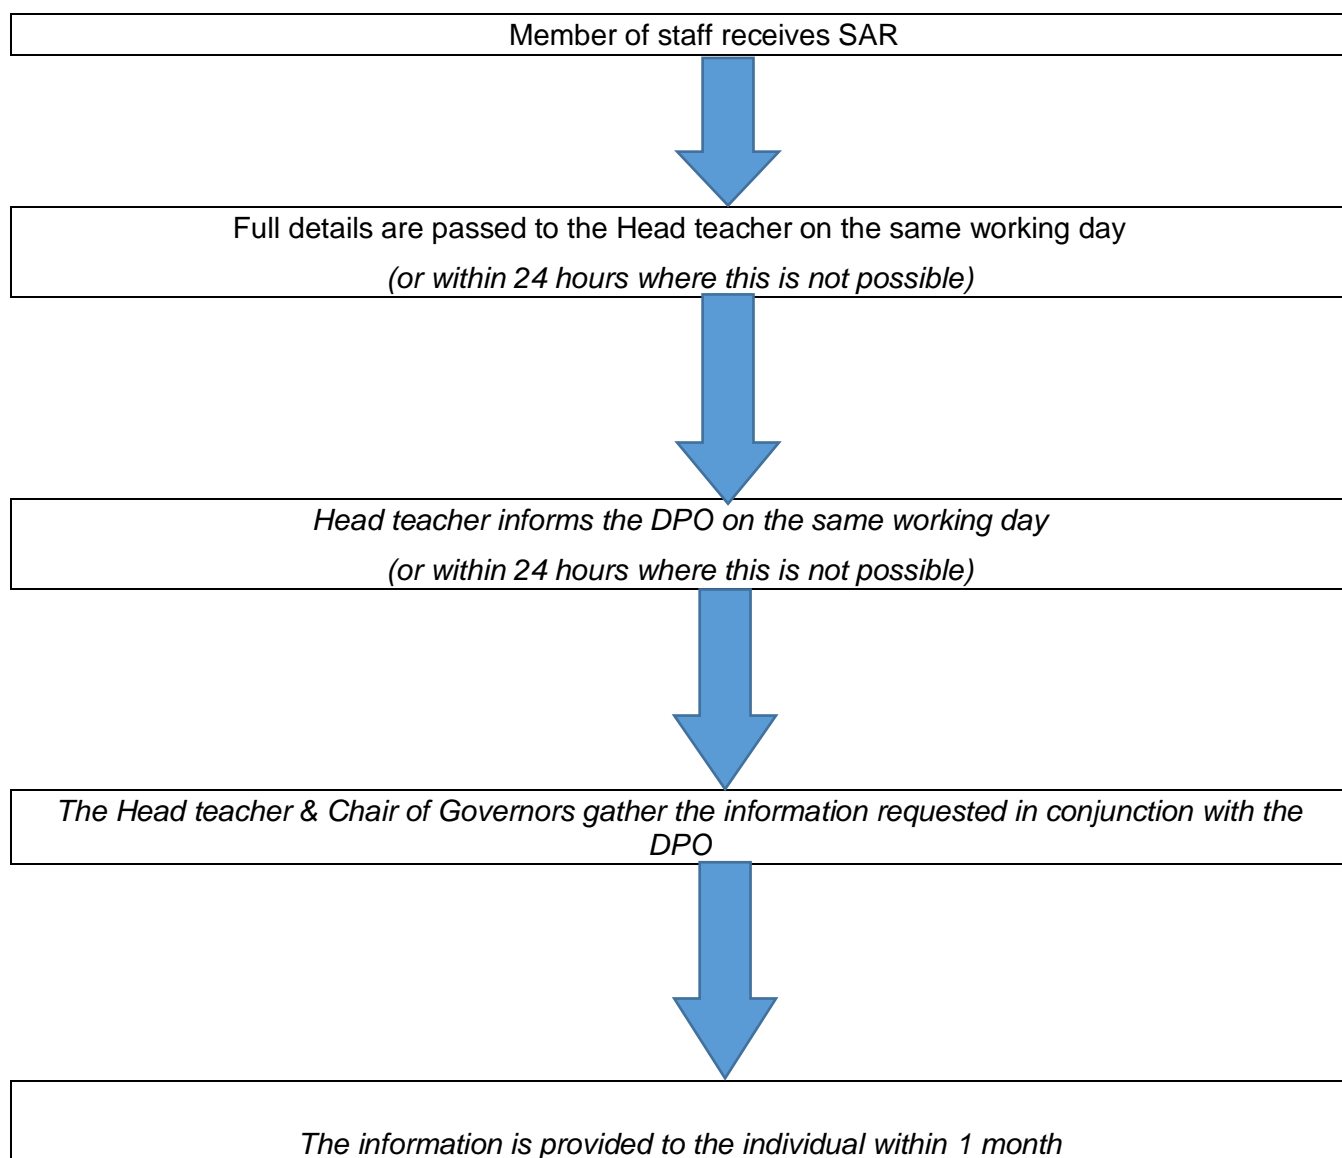 Member of staff receives SAR
Full details are passed to the Head teacher on the same working day
(or within 24 hours where this is not possible)
Head teacher informs the DPO on the same working day
(or within 24 hours where this is not possible)
The Head teacher & Chair of Governors gather the information requested in conjunction with the
DPO
The information is provided to the individual within 1 month